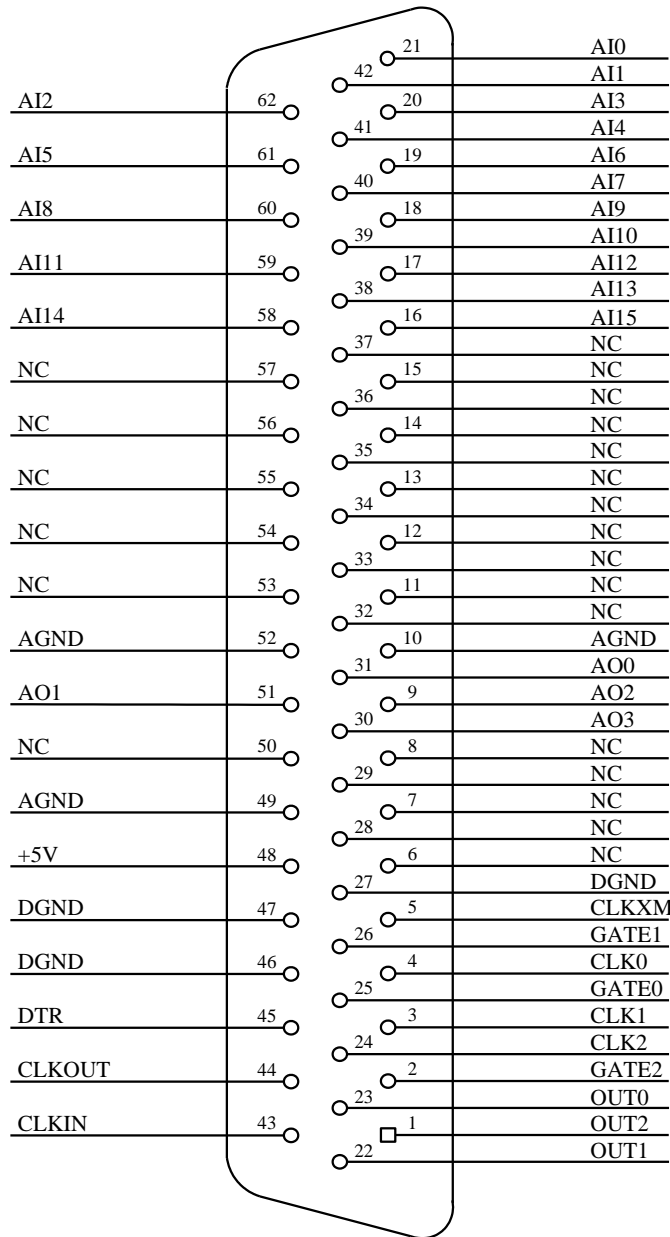 21 AI0
42 AI1
AI2 62 20 AI3
41 AI4
AI5 61 19 AI6
40 AI7
AI8 60 18 AI9
39 AI10
AI11 59 17 AI12
38 AI13
AI14 58 16 AI15
37 NC
NC 57 15 NC
36 NC
NC 56 14 NC
35 NC
NC 55 13 NC
34 NC
NC 54 12 NC
33 NC
NC 53 11 NC
32 NC
AGND 52 10 AGND
31 AO0
AO1 51 9 AO2
30 AO3
NC 50 8 NC
29 NC
AGND 49 7 NC
28 NC
+5V 48 6 NC
27 DGND
DGND 47 5 CLKXM
26 GATE1
DGND 46 4 CLK0
25 GATE0
DTR 45 3 CLK1
24 CLK2
CLKOUT 44 2 GATE2
23 OUT0
CLKIN 43 1 OUT2
22 OUT1